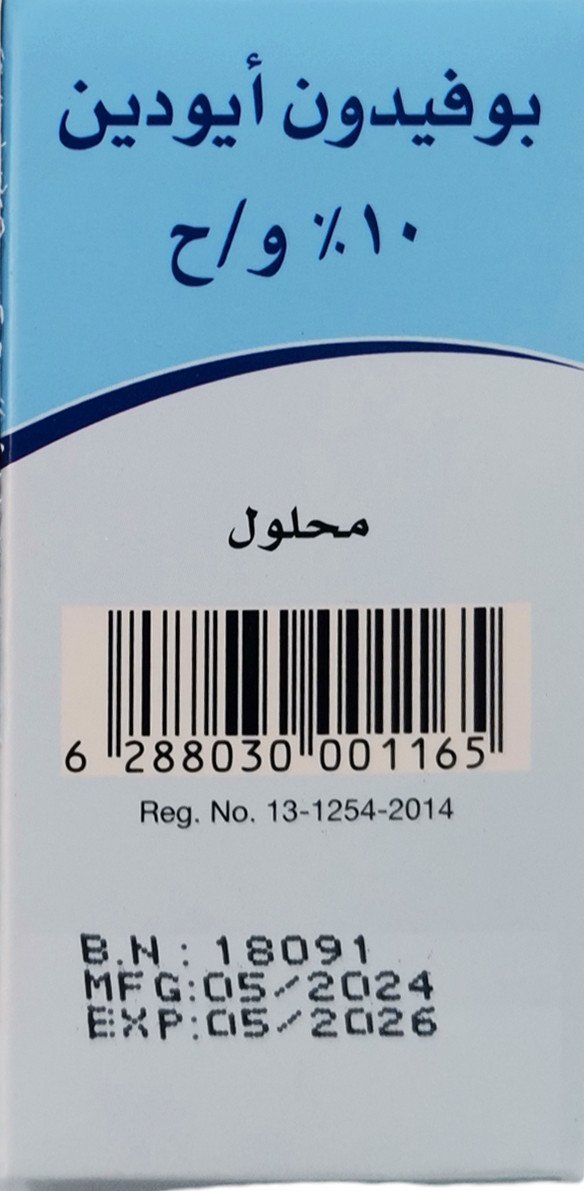 بوفيدون أيودين
١٠٪ و/ح
محلول
6 288030 001165
Reg. No. 13-1254-2014
B.N : 18091
MFG:05/2024
EXP:05/2026